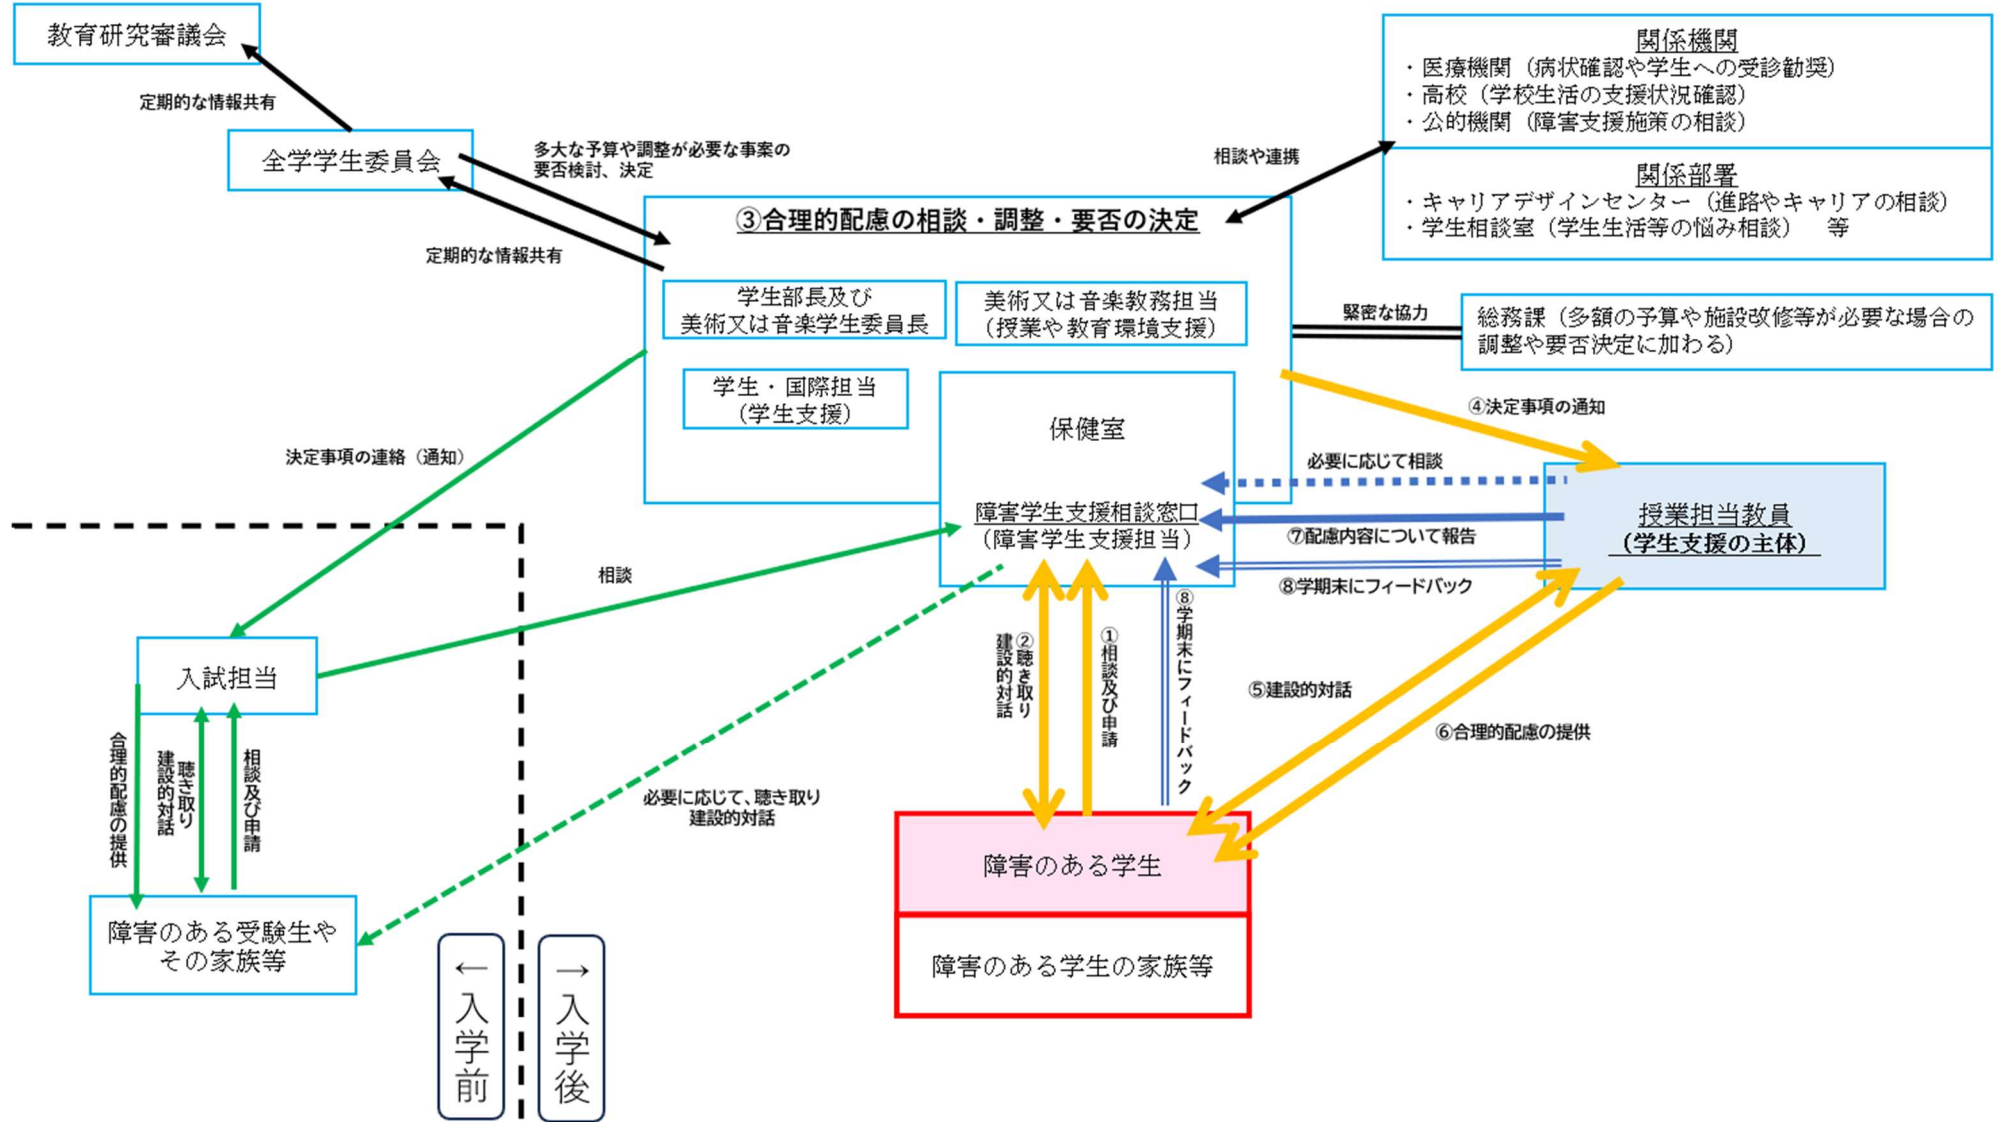 教育研究審議会
定期的な情報共有
全学学生委員会
多大な予算や調整が必要な事案の
要否検討、決定
定期的な情報共有
関係機関
・医療機関（病状確認や学生への受診勧奨）
・高校（学校生活の支援状況確認）
・公的機関（障害支援施策の相談）
関係部署
・キャリアデザインセンター（進路やキャリアの相談）
・学生相談室（学生生活等の悩み相談）　等
相談や連携
③合理的配慮の相談・調整・要否の決定
学生部長及び
美術又は音楽学生委員長
美術又は音楽教務担当
（授業や教育環境支援）
学生・国際担当
（学生支援）
保健室
障害学生支援相談窓口
（障害学生支援担当）
緊密な協力
総務課（多額の予算や施設改修等が必要な場合の
調整や要否決定に加わる）
④決定事項の通知
必要に応じて相談
⑦配慮内容について報告
⑧学期末にフィードバック
授業担当教員
（学生支援の主体）
決定事項の連絡（通知）
相談
入試担当
合理的配慮の提供
聴き取り
建設的対話
相談及び申請
障害のある受験生や
その家族等
必要に応じて、聴き取り
建設的対話
②聴き取り
建設的対話
①相談及び申請
⑧学期末にフィードバック
⑤建設的対話
⑥合理的配慮の提供
障害のある学生
障害のある学生の家族等
←入学前
→入学後